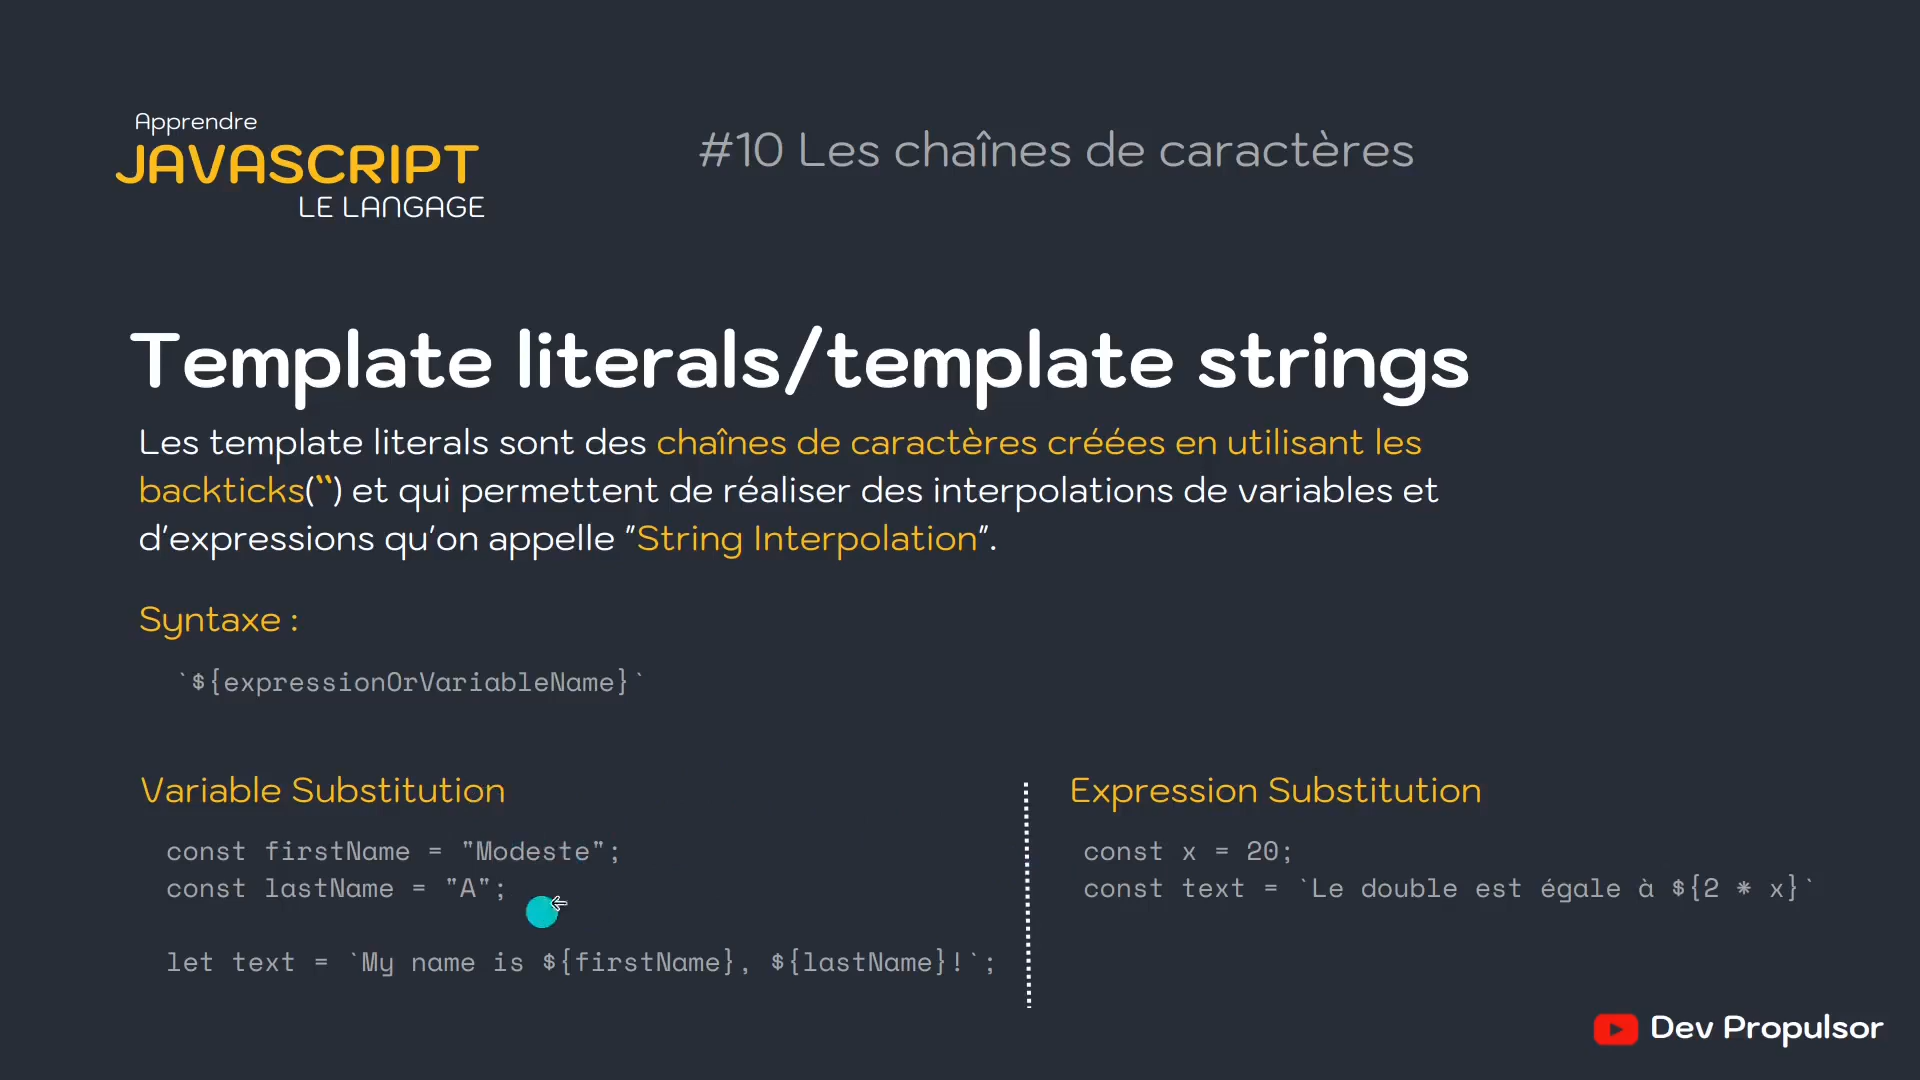 Apprendre
JAVASCRIPT
LE LANGAGE
#10 Les chaînes de caractères
Template literals/template strings
Les template literals sont des chaînes de caractères créées en utilisant les
backticks(``) et qui permettent de réaliser des interpolations de variables et
d'expressions qu'on appelle "String Interpolation".
Syntaxe :
`${expressionOrVariableName}`
Variable Substitution
const firstName = "Modeste";
const lastName = "A";
let text = `My name is ${firstName}, ${lastName}!`;
Expression Substitution
const x = 20;
const text = `Le double est égale à ${2 * x}`
Dev Propulsor